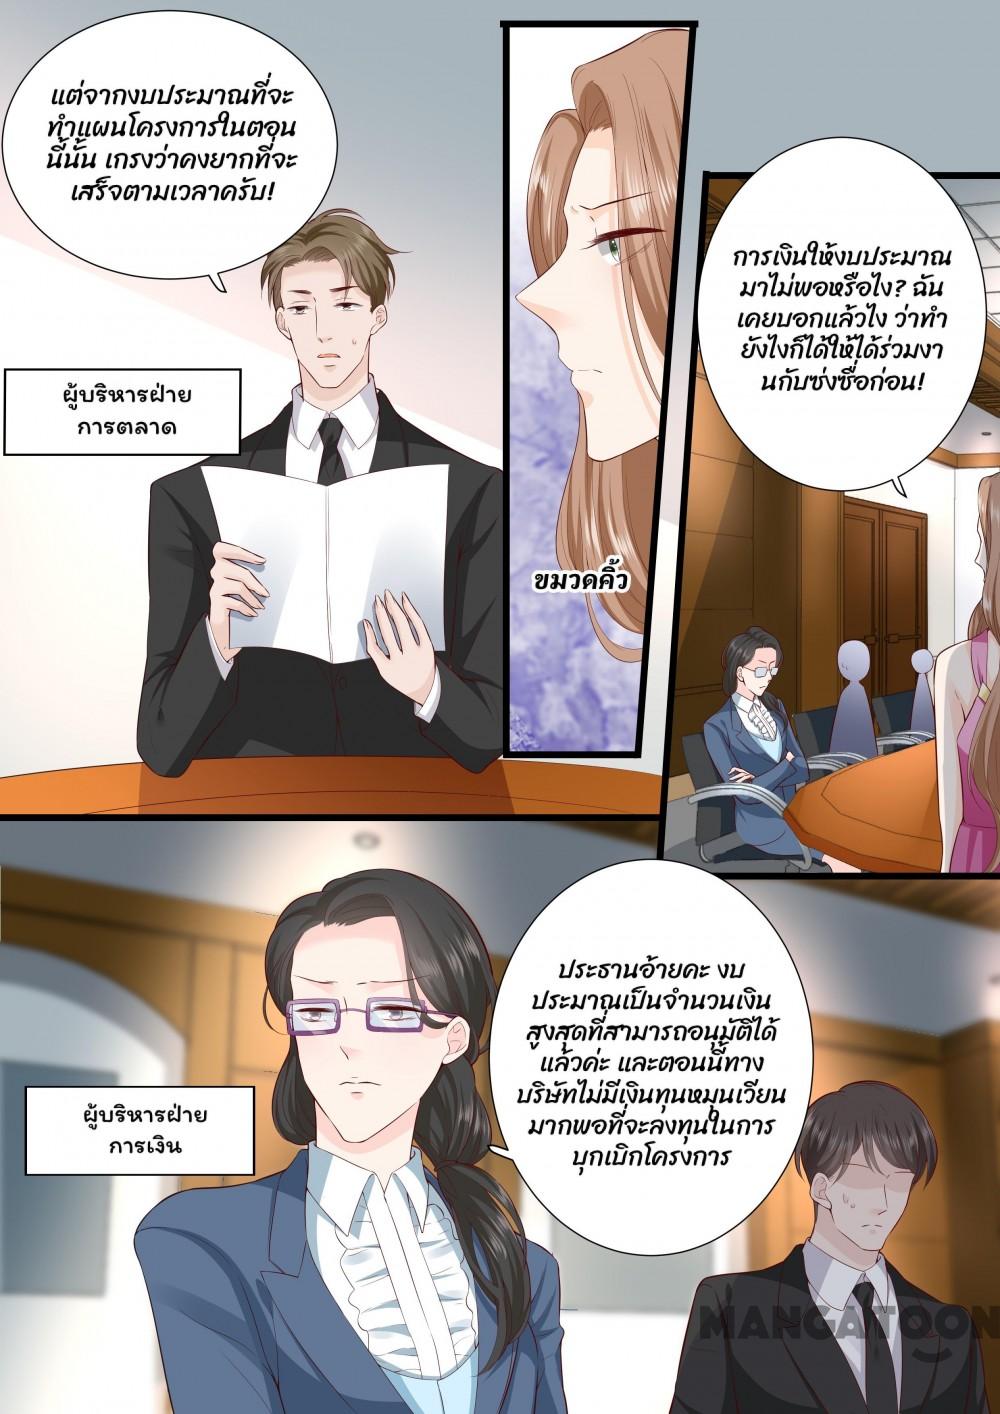 แต่จากงบประมาณที่จะ
ทำแผนโครงการในตอน
นี้นั้น เกรงว่าคงยากที่จะ
เสร็จตามเวลาครับ!
ผู้บริหารฝ่าย
การตลาด
ขมวดคิ้ว
การเงินให้งบประมาณ
มาไม่พอหรือไง? ฉัน
เคยบอกแล้วไง ว่าทำ
ยังไงก็ได้ให้ได้ร่วมงา
นกับซ่งซื่อก่อน!
ประธานอ้ายคะ งบ
ประมาณเป็นจำนวนเงิน
สูงสุดที่สามารถอนุมัติได้
แล้วค่ะ และตอนนี้ทาง
บริษัทไม่มีเงินทุนหมุนเวียน
มากพอที่จะลงทุนในการ
บุกเบิกโครงการ
ผู้บริหารฝ่าย
การเงิน
MANGATOON